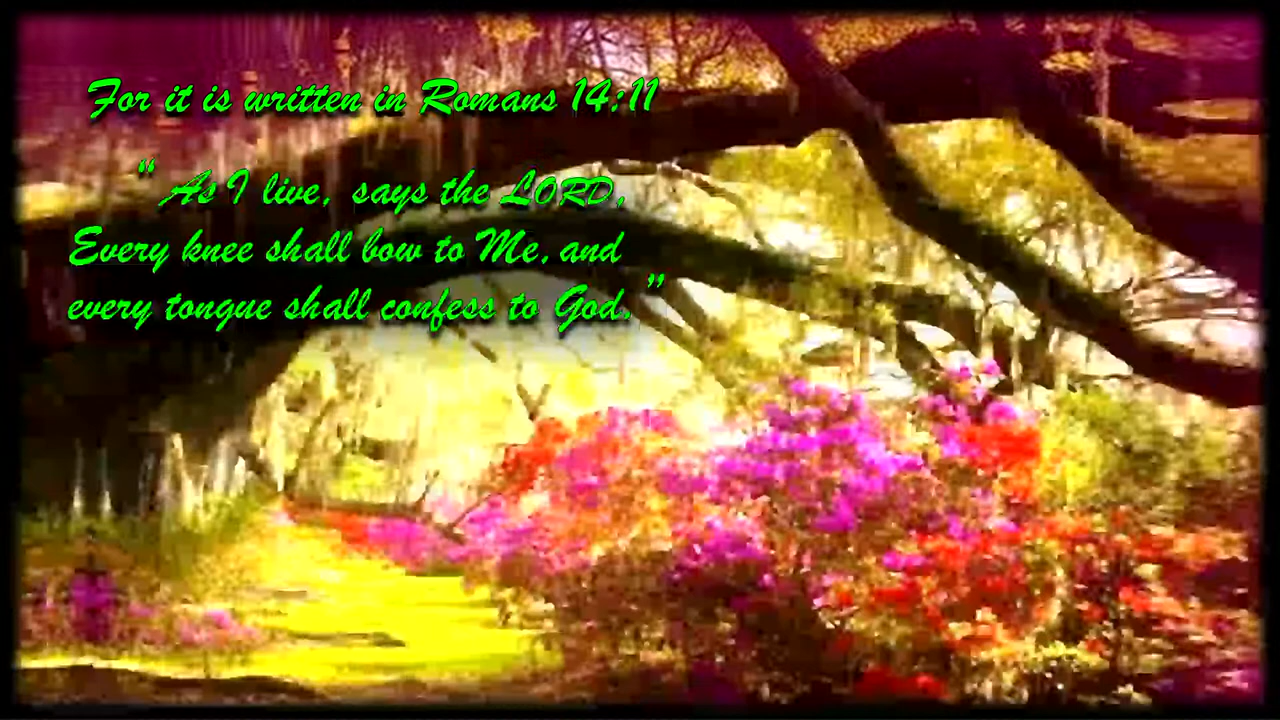 For it is written in Romans 14:11
“As I live, says the LORD,
Every knee shall bow to Me, and
every tongue shall confess to God.”